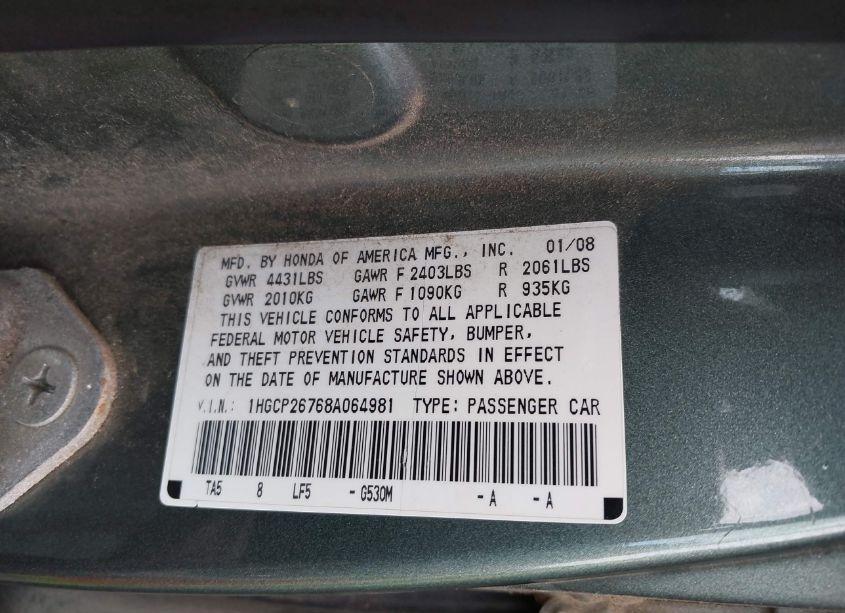 MFD. BY HONDA OF AMERICA MFG., INC. 01/08
GVWR 4431LBS GAWR F 2403LBS R 2061LBS
GVWR 2010KG GAWR F 1090KG R 935KG
THIS VEHICLE CONFORMS TO ALL APPLICABLE
FEDERAL MOTOR VEHICLE SAFETY, BUMPER,
AND THEFT PREVENTION STANDARDS IN EFFECT
ON THE DATE OF MANUFACTURE SHOWN ABOVE.
V.I.N.: 1HGCP26768A064981 TYPE: PASSENGER CAR
TA5 8 LF5 - G530M - A - A